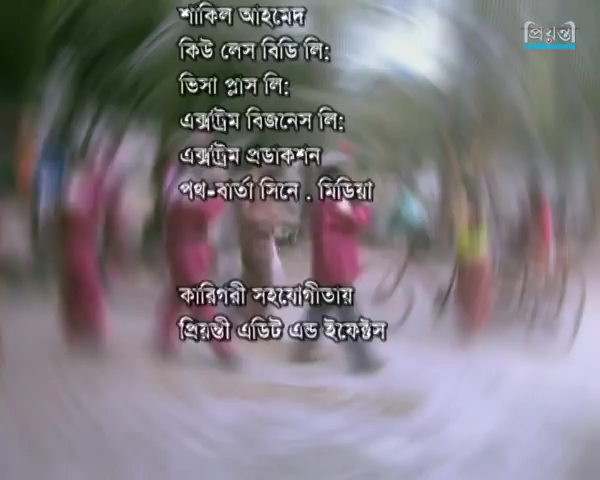 শাকিল আহমেদ
প্রিয়ন্তী
কিউ লেস বিডি লি:
ভিসা প্লাস লি:
এক্সট্রিম বিজনেস লি:
এক্সট্রিম প্রডাকশন
পথ-বার্তা সিনে . মিডিয়া
কারিগরী সহযোগীতায়
প্রিয়ন্তী এডিট এন্ড ইফেক্টস